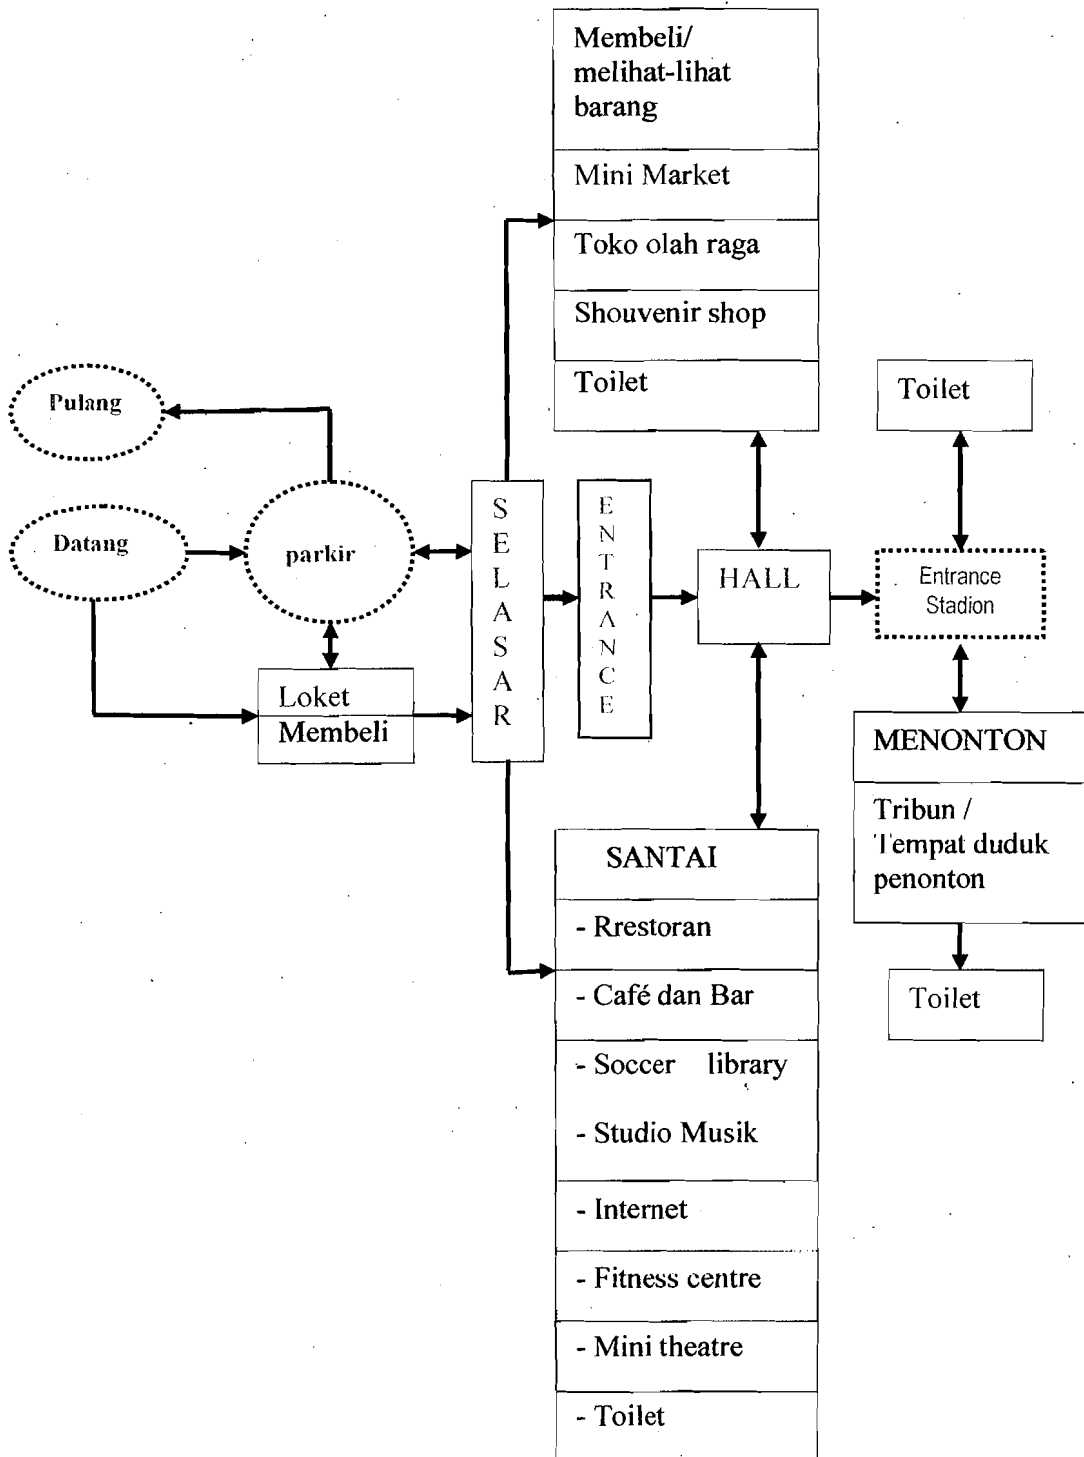 Membeli/
melihat-lihat
barang
Mini Market
Toko olah raga
Shouvenir shop
Toilet
Toilet
Pulang
Datang
parkir
Loket
Membeli
SELASAR
ENTRANCE
HALL
Entrance
Stadion
MENONTON
Tribun /
Tempat duduk
penonton
Toilet
SANTAI
- Rrestoran
- Café dan Bar
- Soccer library
- Studio Musik
- Internet
- Fitness centre
- Mini theatre
- Toilet